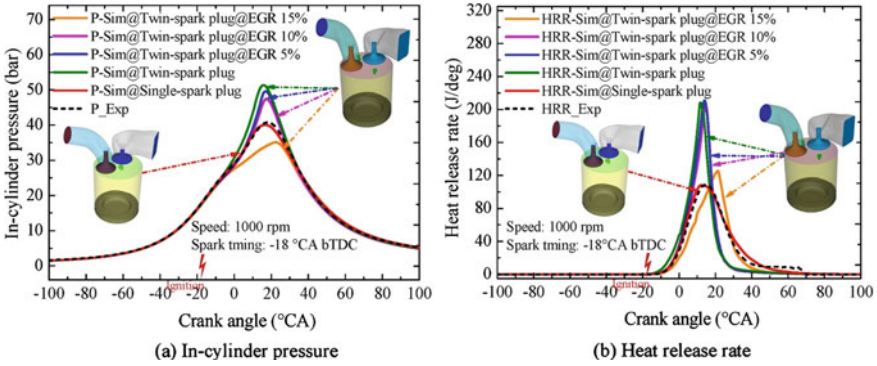 P-Sim@Twin-spark plug@EGR 15%
P-Sim@Twin-spark plug@EGR 10%
P-Sim@Twin-spark plug@EGR 5%
P-Sim@Twin-spark plug
P-Sim@Single-spark plug
P_Exp
In-cylinder pressure (bar)
70
60
50
40
30
20
10
0
Speed: 1000 rpm
Spark tming: -18 °CA bTDC
Ignition
-100 -80 -60 -40 -20 0 20 40 60 80 100
Crank angle (°CA)
(a) In-cylinder pressure
HRR-Sim@Twin-spark plug@EGR 15%
HRR-Sim@Twin-spark plug@EGR 10%
HRR-Sim@Twin-spark plug@EGR 5%
HRR-Sim@Twin-spark plug
HRR-Sim@Single-spark plug
HRR_Exp
Heat release rate (J/deg)
320
280
240
200
160
120
80
40
0
Speed: 1000 rpm
Spark tming: -18 °CA bTDC
Ignition
-100 -80 -60 -40 -20 0 20 40 60 80 100
Crank angle (°CA)
(b) Heat release rate